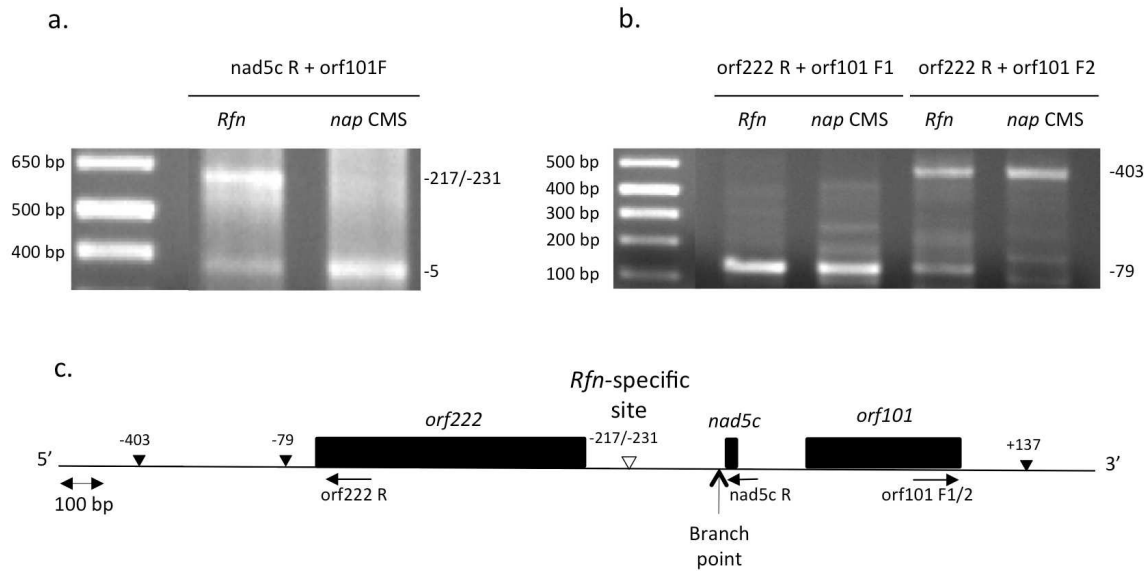 a.
nad5c R + orf101F
Rfn nap CMS
650 bp
500 bp
400 bp
-217/-231
-5
b.
orf222 R + orf101 F1 orf222 R + orf101 F2
Rfn nap CMS Rfn nap CMS
500 bp
400 bp
300 bp
200 bp
100 bp
-403
-79
c.
Rfn-specific
site
-403 -79 orf222 -217/-231 nad5c orf101 +137
5’ 3’
100 bp orf222 R nad5c R orf101 F1/2
Branch
point